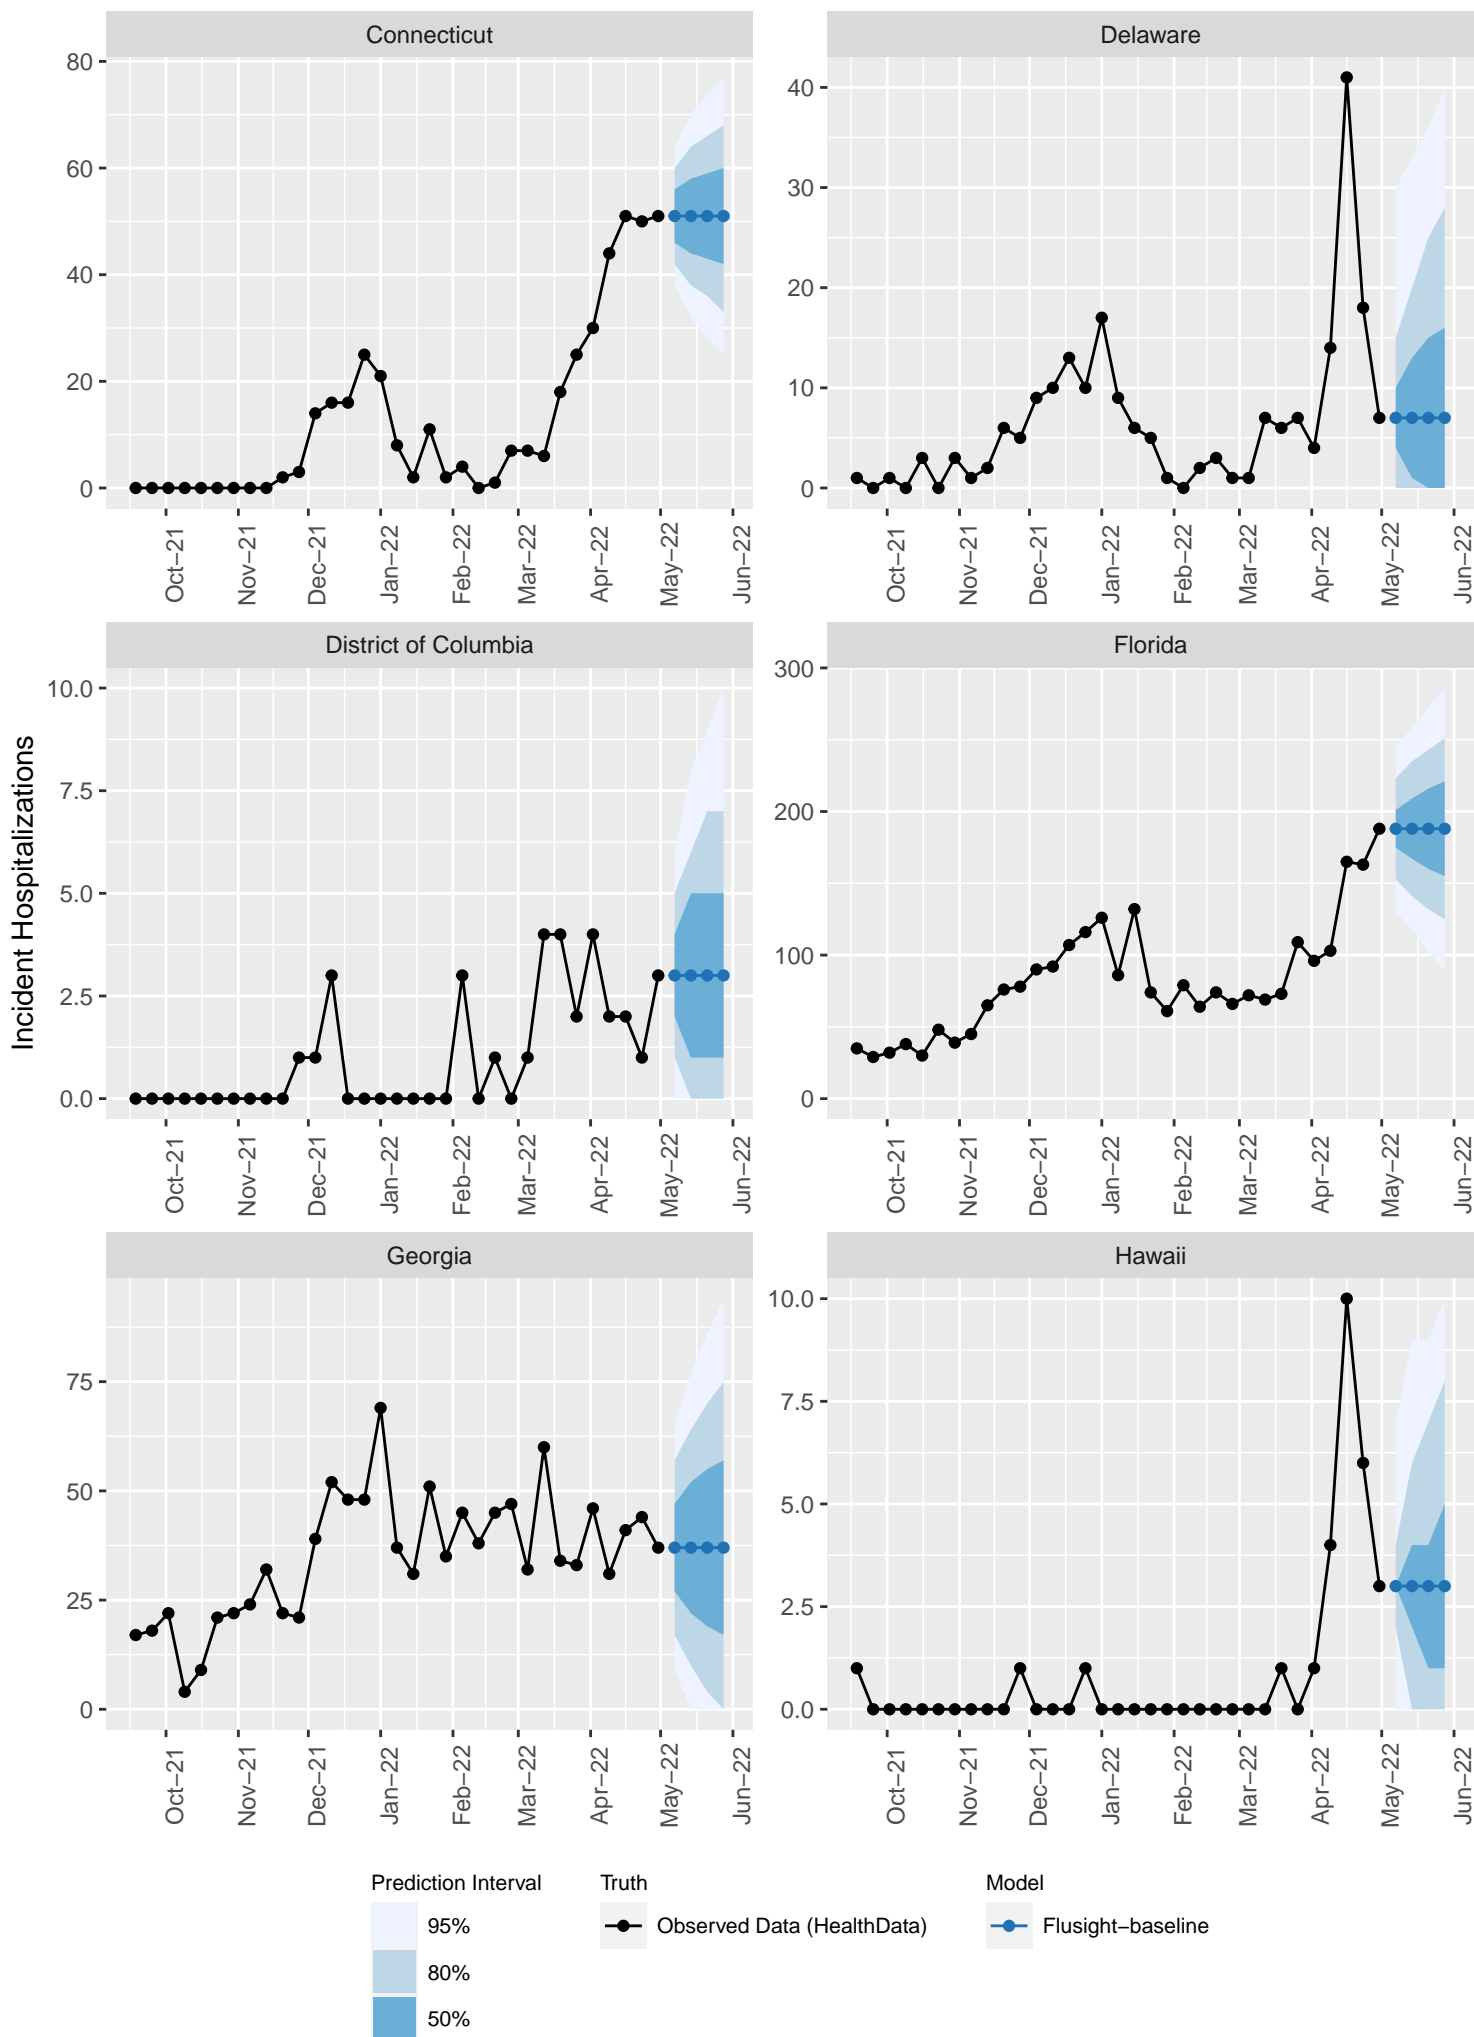 Connecticut
Delaware
80
60
40
20
0
40
30
20
10
0
Oct−21 Nov−21 Dec−21 Jan−22 Feb−22 Mar−22 Apr−22 May−22 Jun−22
Oct−21 Nov−21 Dec−21 Jan−22 Feb−22 Mar−22 Apr−22 May−22 Jun−22
Incident Hospitalizations
District of Columbia
Florida
10.0
7.5
5.0
2.5
0.0
300
200
100
0
Oct−21 Nov−21 Dec−21 Jan−22 Feb−22 Mar−22 Apr−22 May−22 Jun−22
Oct−21 Nov−21 Dec−21 Jan−22 Feb−22 Mar−22 Apr−22 May−22 Jun−22
Georgia
Hawaii
75
50
25
0
10.0
7.5
5.0
2.5
0.0
Oct−21 Nov−21 Dec−21 Jan−22 Feb−22 Mar−22 Apr−22 May−22 Jun−22
Oct−21 Nov−21 Dec−21 Jan−22 Feb−22 Mar−22 Apr−22 May−22 Jun−22
Prediction Interval
95%
80%
50%
Truth
Observed Data (HealthData)
Model
Flusight−baseline